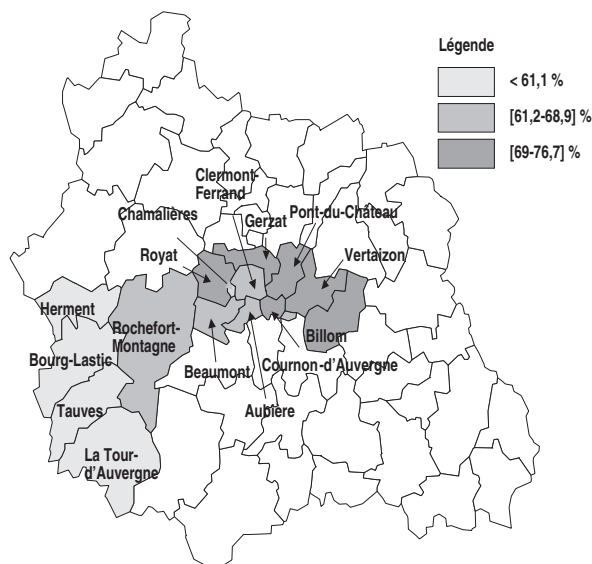 Légende
< 61,1 %
[61,2-68,9] %
[69-76,7] %
Clermont-
Ferrand
Chamalières
Gerzat
Pont-du-Château
Royat
Vertaizon
Herment
Rochefort-
Montagne
Billom
Bourg-Lastic
Beaumont
Cournon-d'Auvergne
Tauves
Aubière
La Tour-
d'Auvergne